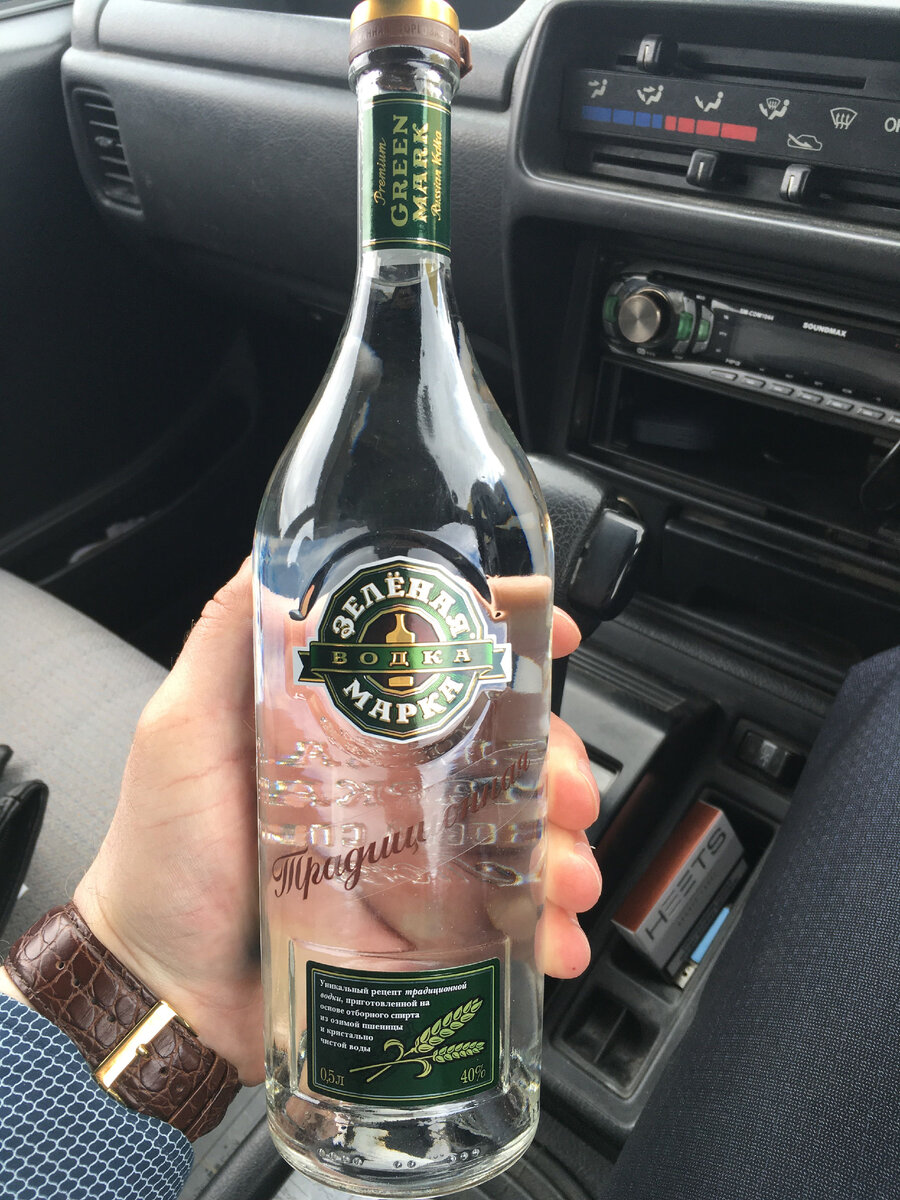 Premium
GREEN
MARK
Russian Vodka
ЗЕЛЁНАЯ
ВОДКА
МАРКА
Традиционная
Уникальный рецепт традиционной
водки, приготовленной на
основе отборного спирта
из озимой пшеницы
и кристально
чистой воды
0,5л
40%
SOUNDMAX
MP3
HEETS